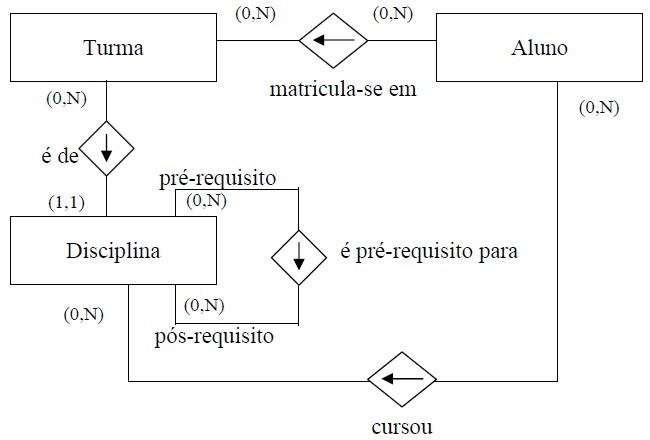 (0,N)
(0,N)
Turma
Aluno
matricula-se em
(0,N)
(0,N)
é de
pré-requisito
(1,1)
(0,N)
Disciplina
é pré-requisito para
(0,N)
(0,N)
pós-requisito
cursou